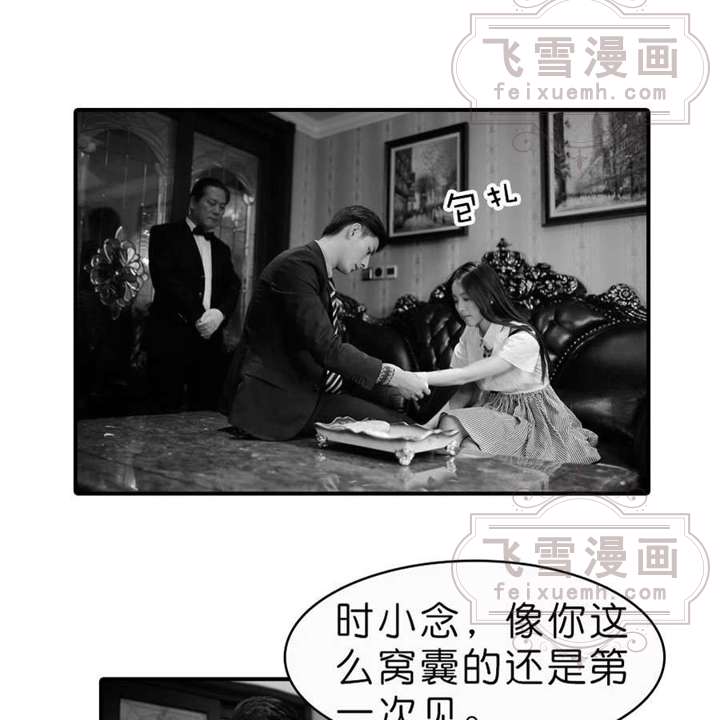 飞雪漫画
feixuemh.com
包扎
飞雪漫画
feixuemh.com
时小念，像你这
么窝囊的还是第
一次见。